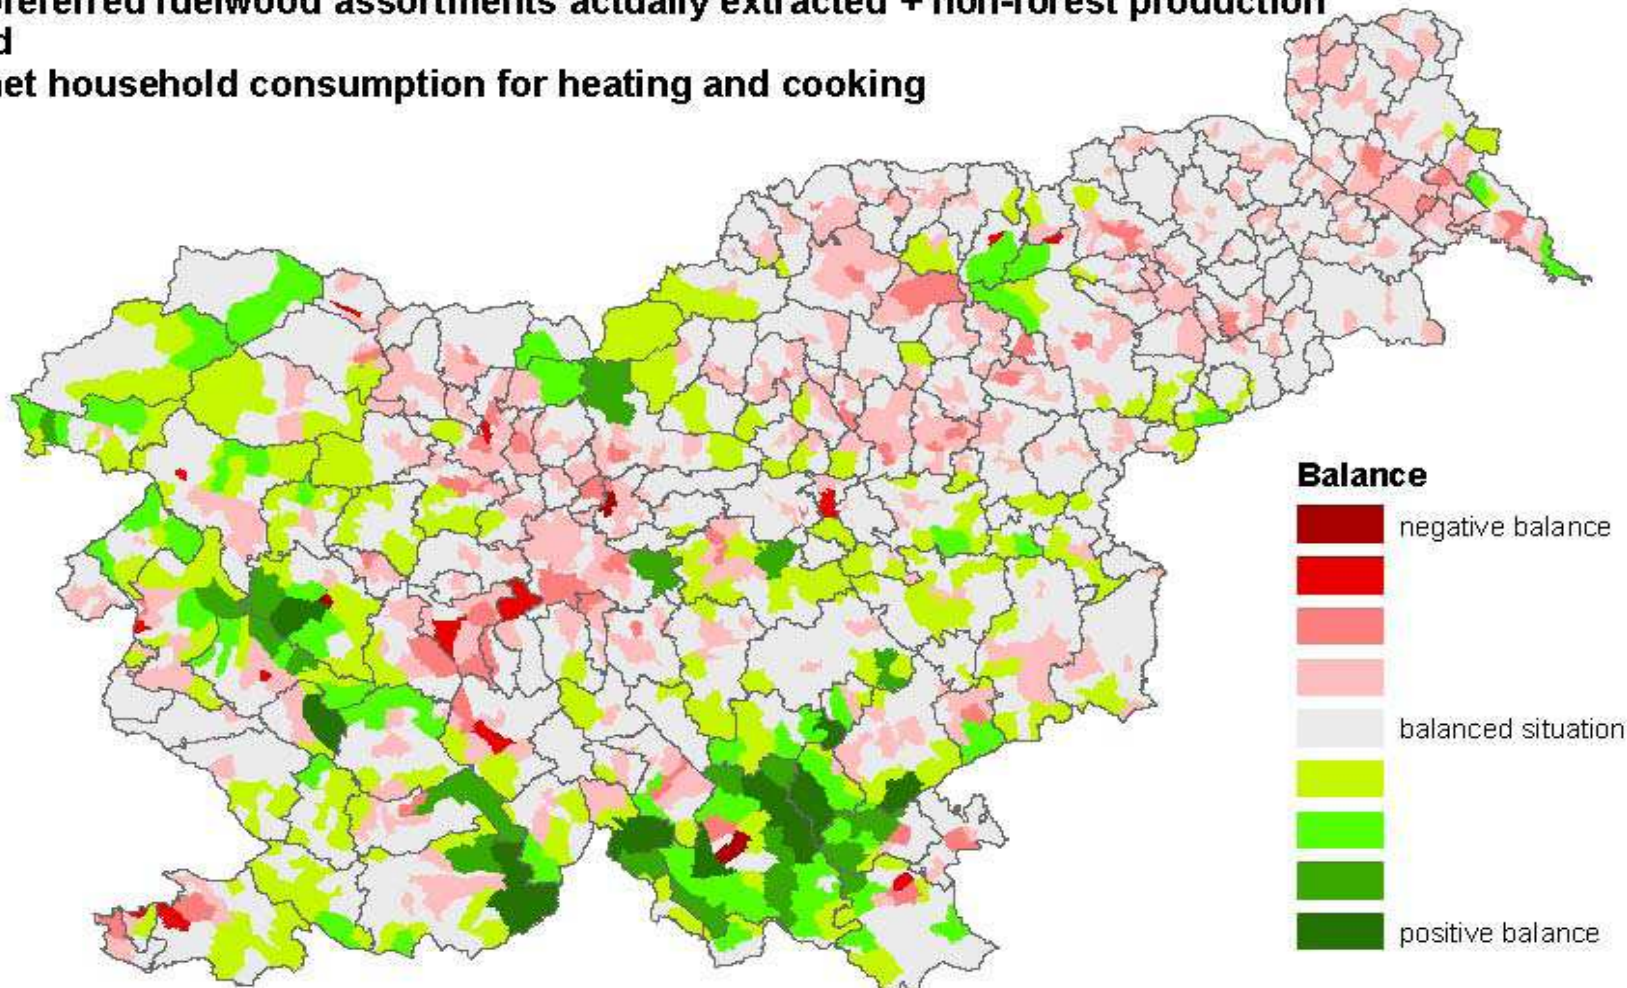 preferred fuelwood assortments actually extracted + non-forest production
net household consumption for heating and cooking
Balance
negative balance
balanced situation
positive balance